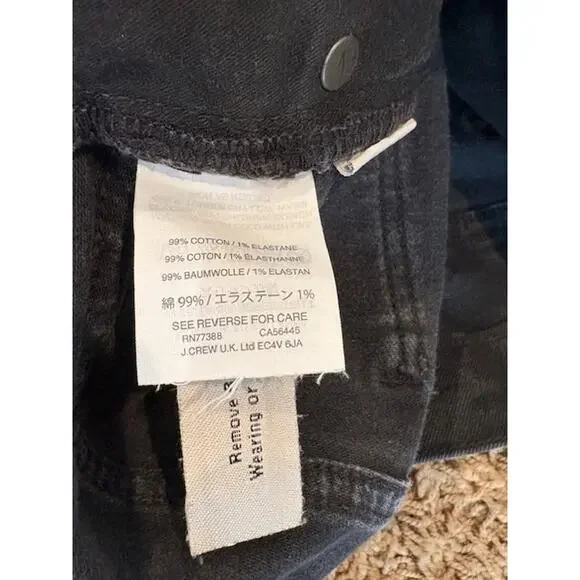 99% COTTON / 1% ELASTANE
99% COTON / 1% ELASTHANNE
99% BAUMWOLLE / 1% ELASTAN
綿 99% / エラステーン 1%
SEE REVERSE FOR CARE
RN77388 CA56445
J.CREW U.K. Ltd EC4V 6JA
Remove
Wearing or